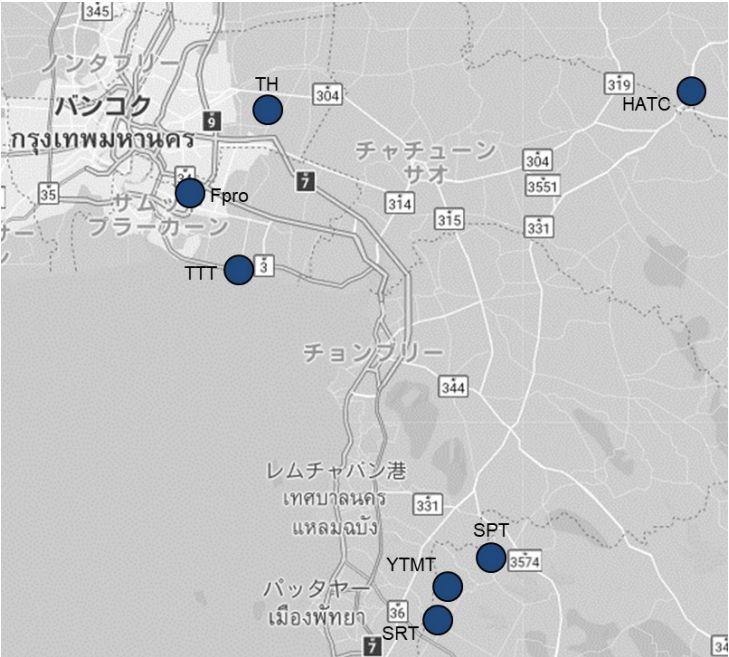 345
ノンタブリー
TH
バンコク
304
319
HATC
กรุงเทพมหานคร
9
チャチューン
サオ
304
7
3551
35
Fpro
314
315
331
サム
プラーカーン
TTT
3
チョンブリー
344
レムチャバン港
เทศบาลนคร
แหลมฉบัง
331
SPT
3574
YTMT
パッタヤー
เมืองพัทยา
36
SRT
7